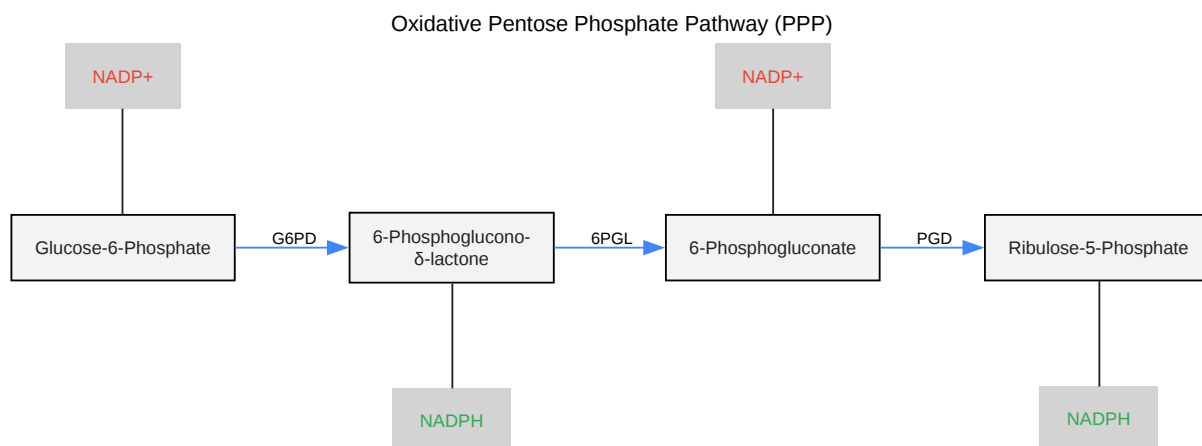 Oxidative Pentose Phosphate Pathway (PPP)
NADP+
NADP+
Glucose-6-Phosphate
G6PD
6-Phosphoglucono-
δ-lactone
6PGL
6-Phosphogluconate
PGD
Ribulose-5-Phosphate
NADPH
NADPH